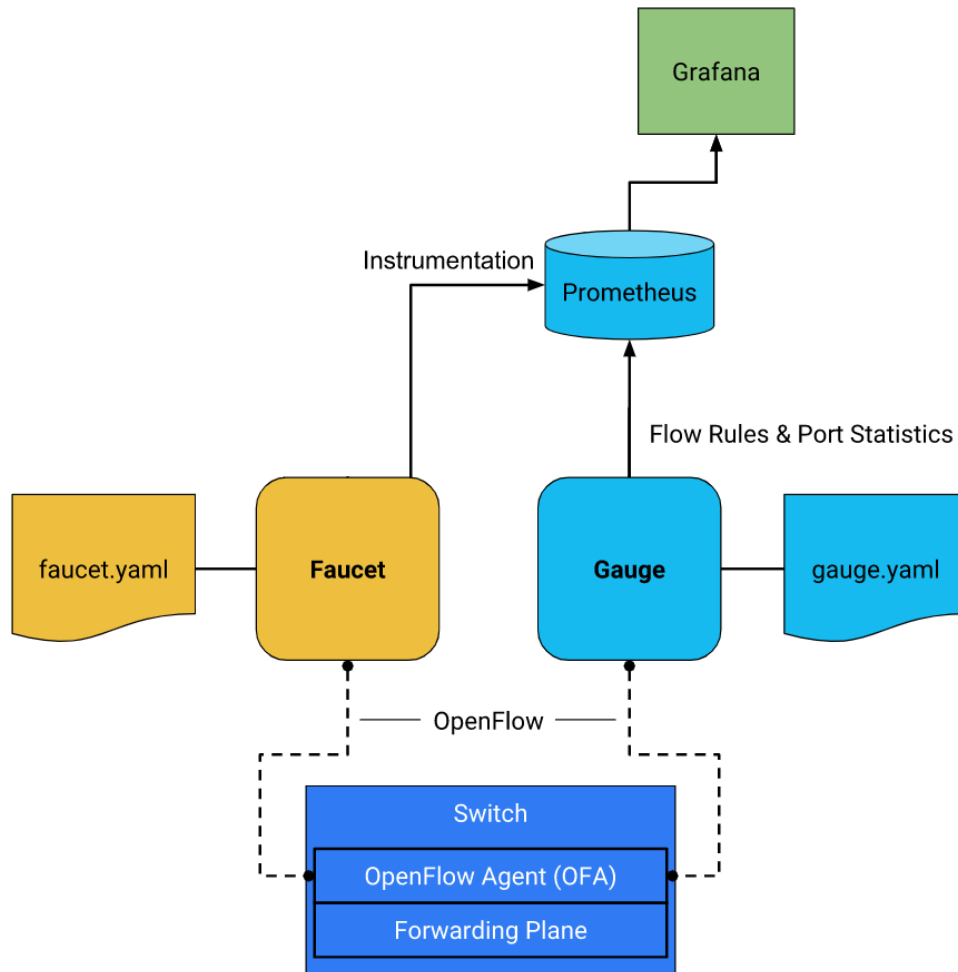 Grafana
Instrumentation
Prometheus
Flow Rules & Port Statistics
faucet.yaml
Faucet
Gauge
gauge.yaml
OpenFlow
Switch
OpenFlow Agent (OFA)
Forwarding Plane